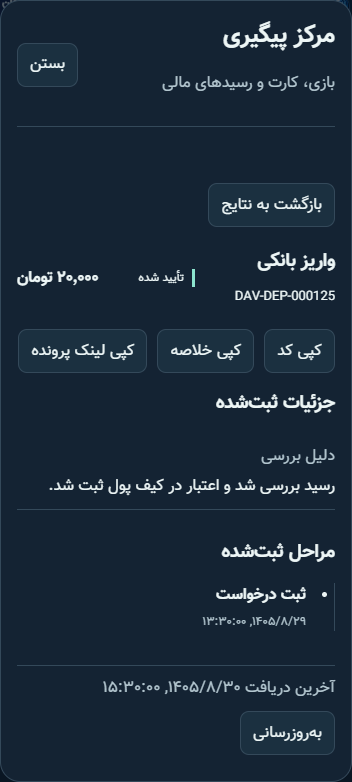 مرکز پیگیری
بستن
بازی، کارت و رسیدهای مالی
بازگشت به نتایج
واریز بانکی
تأیید شده
۲۰,۰۰۰ تومان
DAV-DEP-000125
کپی کد
کپی خلاصه
کپی لینک پرونده
جزئیات ثبت‌شده
دلیل بررسی
رسید بررسی شد و اعتبار در کیف پول ثبت شد.
مراحل ثبت‌شده
ثبت درخواست
۱۴۰۵/۸/۲۹, ۱۳:۳۰:۰۰
آخرین دریافت ۱۴۰۵/۸/۳۰, ۱۵:۳۰:۰۰
به‌روزرسانی